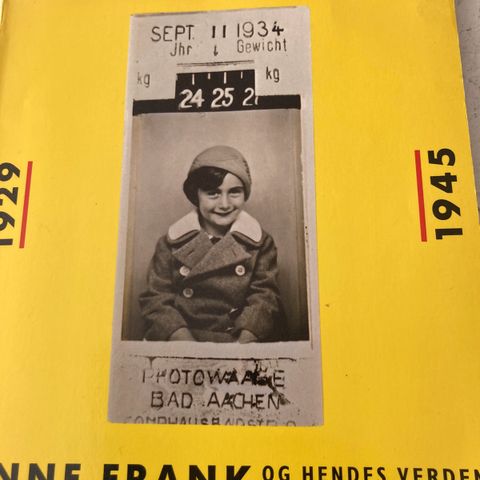 SEPT. 11 1934
Jhr ↓ Gewicht
kg kg
24 25 2
1929
1945
PHOTOWAAGE
BAD AACHEN
NNE FRANK OG HENDES VERDEN